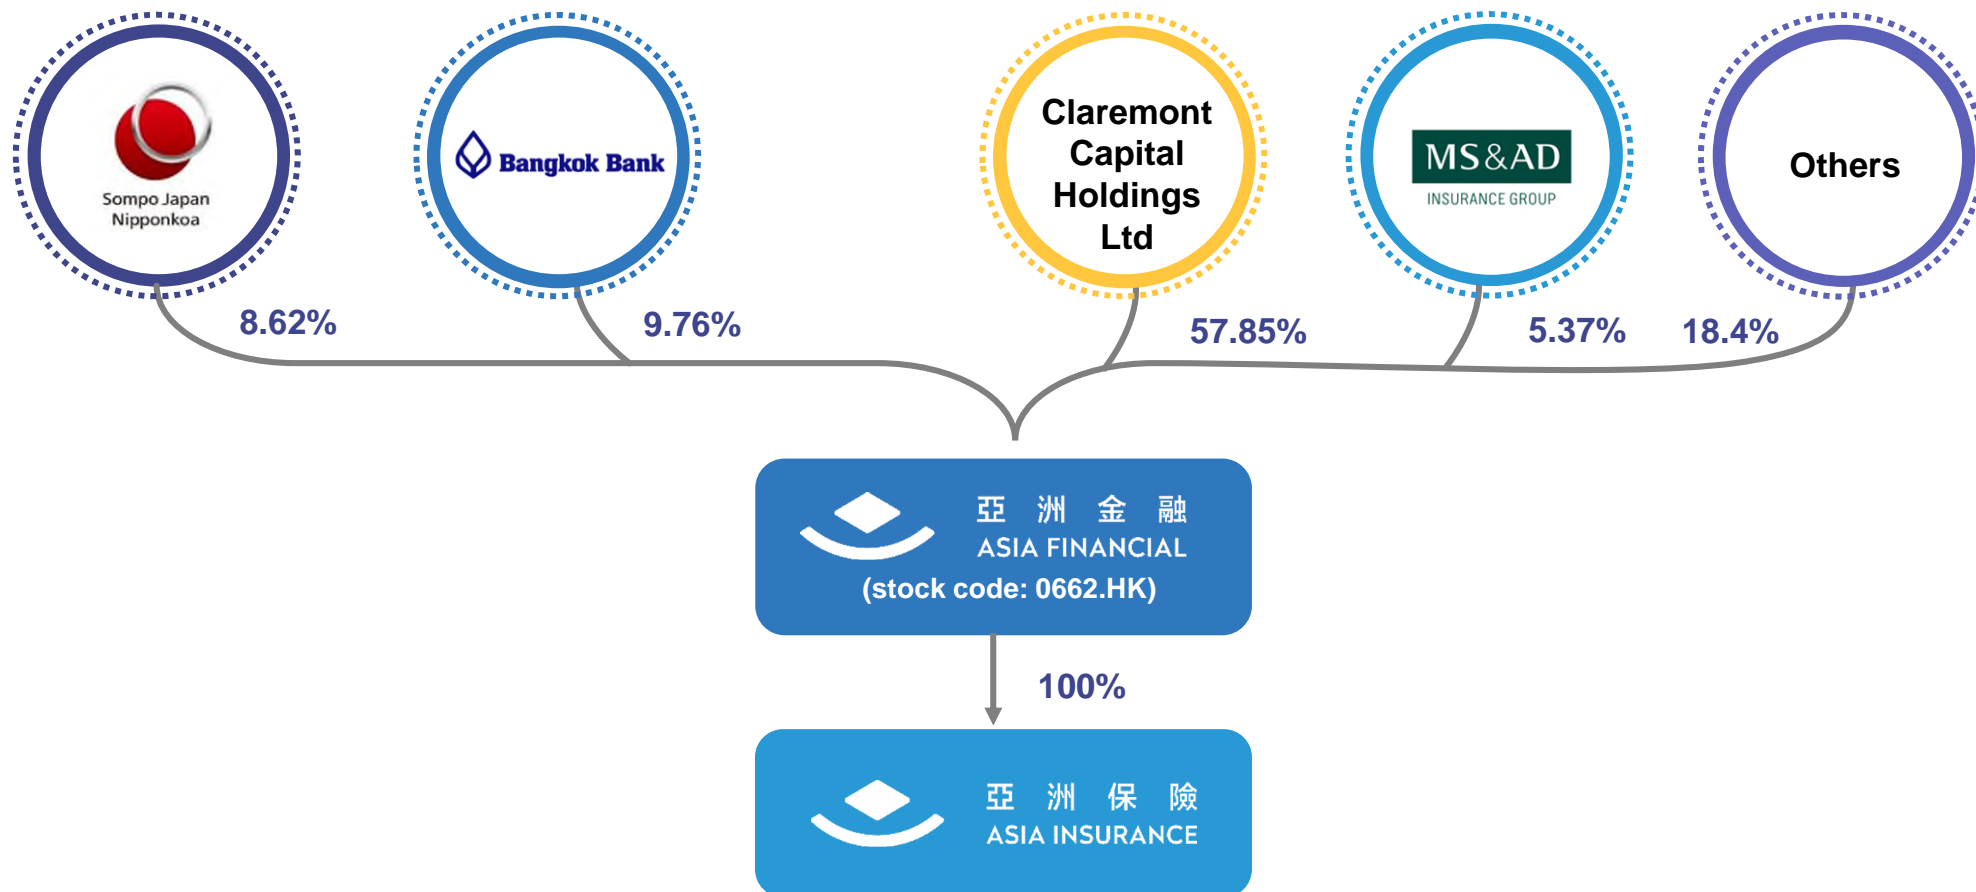 Sompo Japan
Nipponkoa
Bangkok Bank
Claremont
Capital
Holdings
Ltd
MS&AD
INSURANCE GROUP
Others
8.62%
9.76%
57.85%
5.37%
18.4%
亞洲金融
ASIA FINANCIAL
(stock code: 0662.HK)
100%
亞洲保險
ASIA INSURANCE